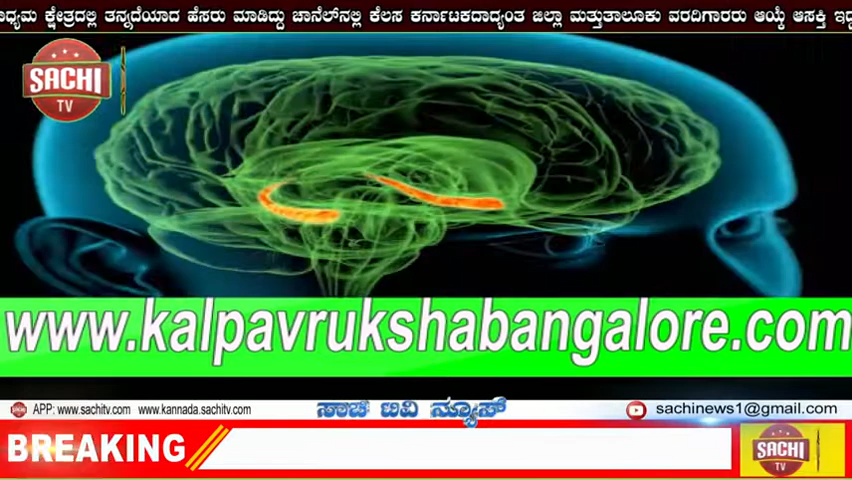 ಾಧ್ಯಮ ಕ್ಷೇತ್ರದಲ್ಲಿ ತನ್ನದೆಯಾದ ಹೆಸರು ಮಾಡಿದ್ದು ಚಾನೆಲ್‌ನಲ್ಲಿ ಕೆಲಸ ಕರ್ನಾಟಕದಾದ್ಯಂತ ಜಿಲ್ಲಾ ಮತ್ತುತಾಲೂಕು ವರದಿಗಾರರು ಆಯ್ಕೆ ಆಸಕ್ತಿ ಇದ್ದ
SACHI
TV
www.kalpavrukshabangalore.com
APP: www.sachitv.com www.kannada.sachitv.com ಸಾಚಿ ಟಿವಿ ನ್ಯೂಸ್ sachinews1@gmail.com
BREAKING
SACHI
TV